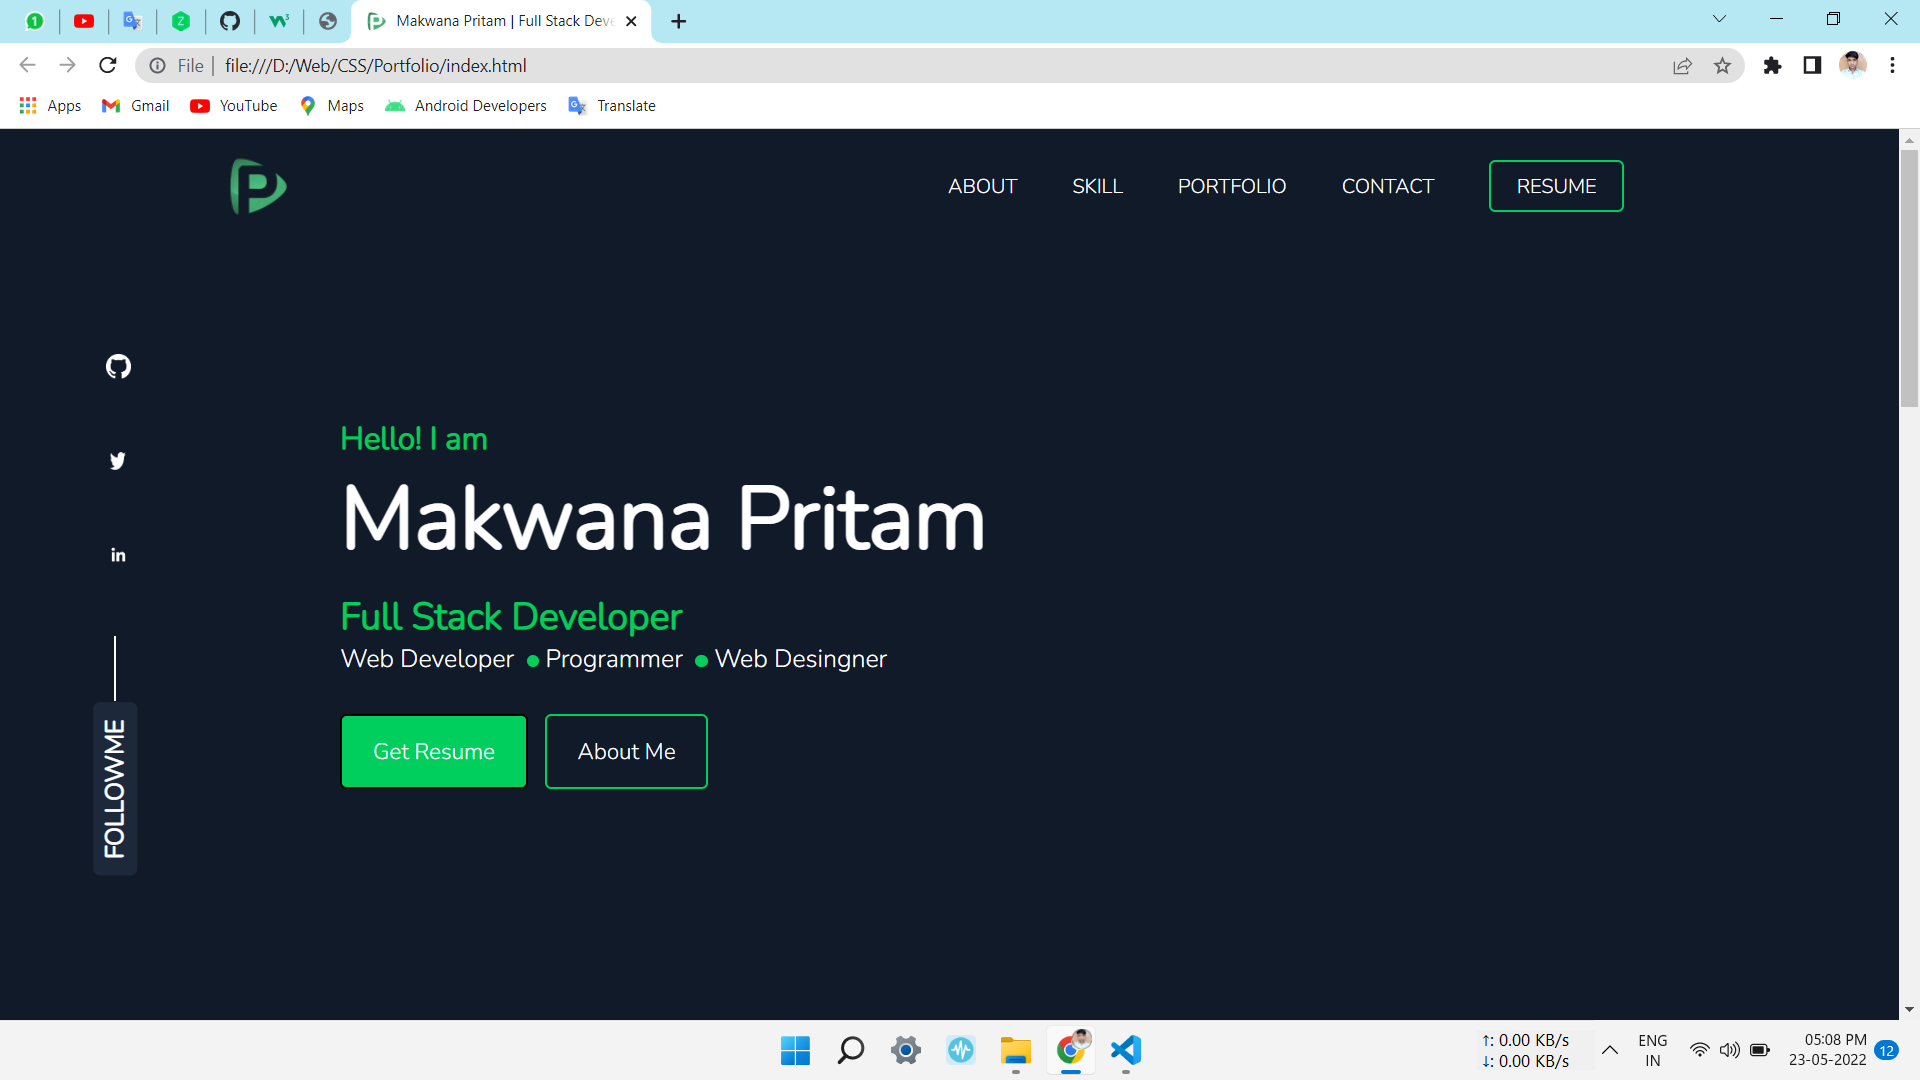 Makwana Pritam | Full Stack Deve
File | file:///D:/Web/CSS/Portfolio/index.html
Apps Gmail YouTube Maps Android Developers Translate
ABOUT SKILL PORTFOLIO CONTACT RESUME
Hello! I am
Makwana Pritam
Full Stack Developer
Web Developer Programmer Web Desingner
Get Resume About Me
FOLLOWME
↑: 0.00 KB/s
↓: 0.00 KB/s
ENG
IN
05:08 PM
23-05-2022
12